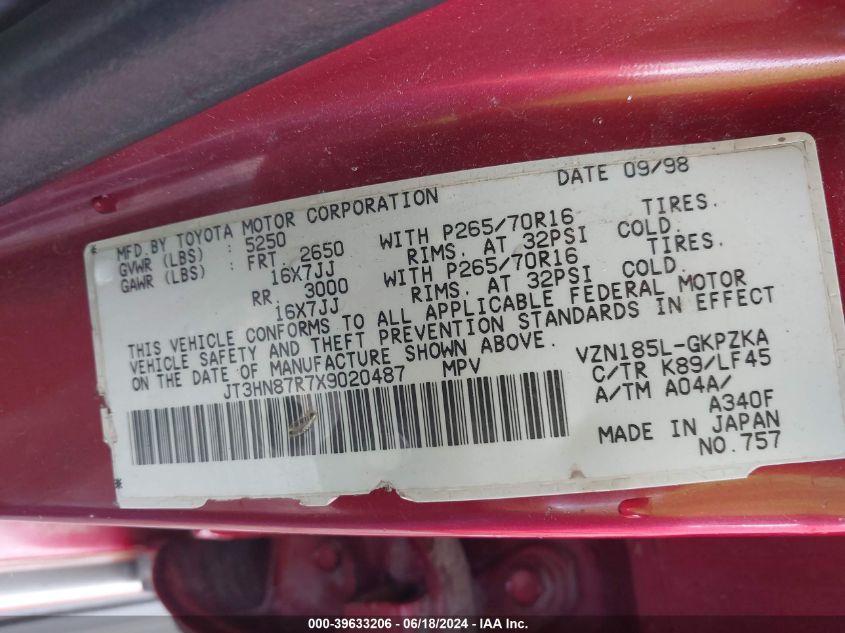 MFD.BY TOYOTA MOTOR CORPORATION DATE 09/98
GVWR (LBS) : 5250
GAWR (LBS) : FRT. 2650 WITH P265/70R16 TIRES.
16X7JJ RIMS. AT 32PSI COLD.
RR. 3000 WITH P265/70R16 TIRES.
16X7JJ RIMS. AT 32PSI COLD.
THIS VEHICLE CONFORMS TO ALL APPLICABLE FEDERAL MOTOR
VEHICLE SAFETY AND THEFT PREVENTION STANDARDS IN EFFECT
ON THE DATE OF MANUFACTURE SHOWN ABOVE.
JT3HN87R7X9020487 MPV
VZN185L-GKPZKA
C/TR K89/LF45
A/TM A04A/
A340F
MADE IN JAPAN
NO.757
000-39633206 - 06/18/2024 - IAA Inc.